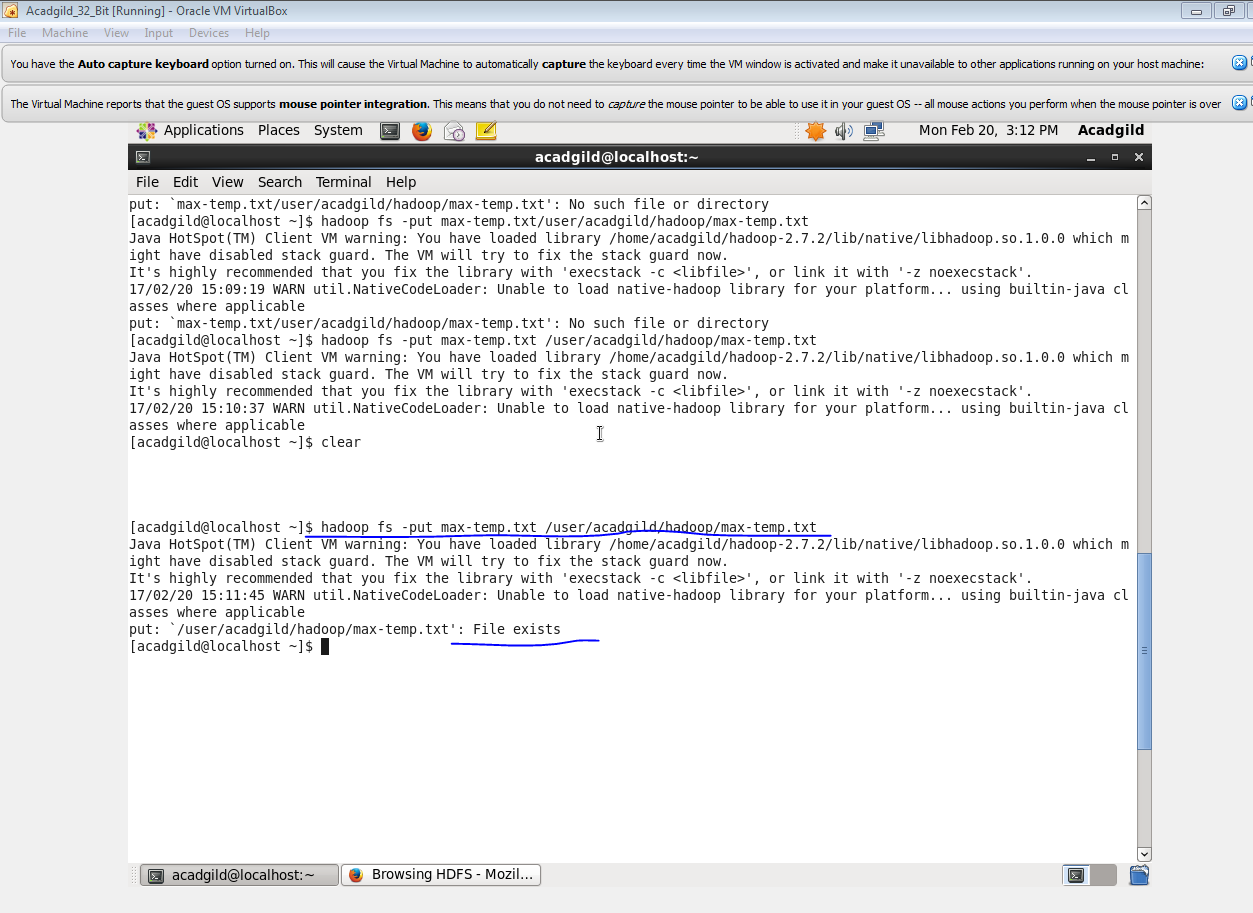 Acadgild_32_Bit [Running] - Oracle VM VirtualBox
File Machine View Input Devices Help
You have the Auto capture keyboard option turned on. This will cause the Virtual Machine to automatically capture the keyboard every time the VM window is activated and make it unavailable to other applications running on your host machine:
The Virtual Machine reports that the guest OS supports mouse pointer integration. This means that you do not need to capture the mouse pointer to be able to use it in your guest OS -- all mouse actions you perform when the mouse pointer is over
Applications Places System Mon Feb 20, 3:12 PM Acadgild
acadgild@localhost:~
File Edit View Search Terminal Help
put: `max-temp.txt/user/acadgild/hadoop/max-temp.txt': No such file or directory
[acadgild@localhost ~]$ hadoop fs -put max-temp.txt/user/acadgild/hadoop/max-temp.txt
Java HotSpot(TM) Client VM warning: You have loaded library /home/acadgild/hadoop-2.7.2/lib/native/libhadoop.so.1.0.0 which m
ight have disabled stack guard. The VM will try to fix the stack guard now.
It's highly recommended that you fix the library with 'execstack -c <libfile>', or link it with '-z noexecstack'.
17/02/20 15:09:19 WARN util.NativeCodeLoader: Unable to load native-hadoop library for your platform... using builtin-java cl
asses where applicable
put: `max-temp.txt/user/acadgild/hadoop/max-temp.txt': No such file or directory
[acadgild@localhost ~]$ hadoop fs -put max-temp.txt /user/acadgild/hadoop/max-temp.txt
Java HotSpot(TM) Client VM warning: You have loaded library /home/acadgild/hadoop-2.7.2/lib/native/libhadoop.so.1.0.0 which m
ight have disabled stack guard. The VM will try to fix the stack guard now.
It's highly recommended that you fix the library with 'execstack -c <libfile>', or link it with '-z noexecstack'.
17/02/20 15:10:37 WARN util.NativeCodeLoader: Unable to load native-hadoop library for your platform... using builtin-java cl
asses where applicable
[acadgild@localhost ~]$ clear
[acadgild@localhost ~]$ hadoop fs -put max-temp.txt /user/acadgild/hadoop/max-temp.txt
Java HotSpot(TM) Client VM warning: You have loaded library /home/acadgild/hadoop-2.7.2/lib/native/libhadoop.so.1.0.0 which m
ight have disabled stack guard. The VM will try to fix the stack guard now.
It's highly recommended that you fix the library with 'execstack -c <libfile>', or link it with '-z noexecstack'.
17/02/20 15:11:45 WARN util.NativeCodeLoader: Unable to load native-hadoop library for your platform... using builtin-java cl
asses where applicable
put: `/user/acadgild/hadoop/max-temp.txt': File exists
[acadgild@localhost ~]$
acadgild@localhost:~ Browsing HDFS - Mozil...